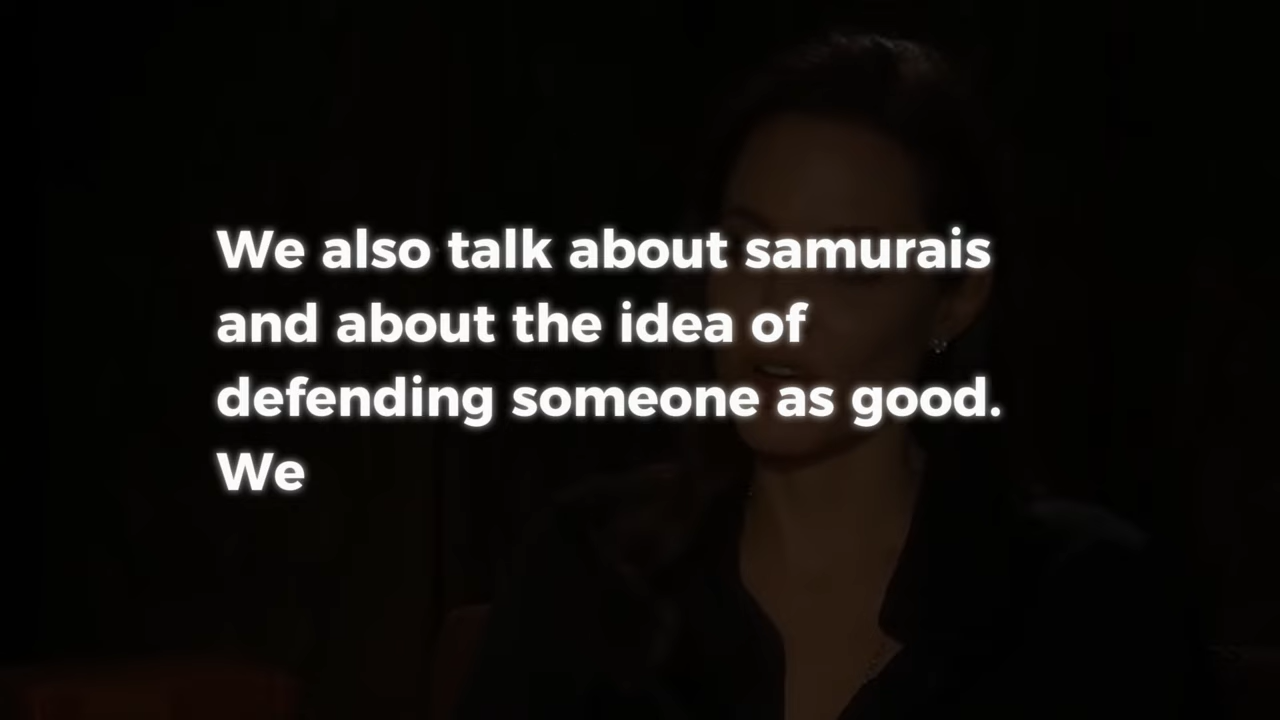 We also talk about samurais
and about the idea of
defending someone as good.
We